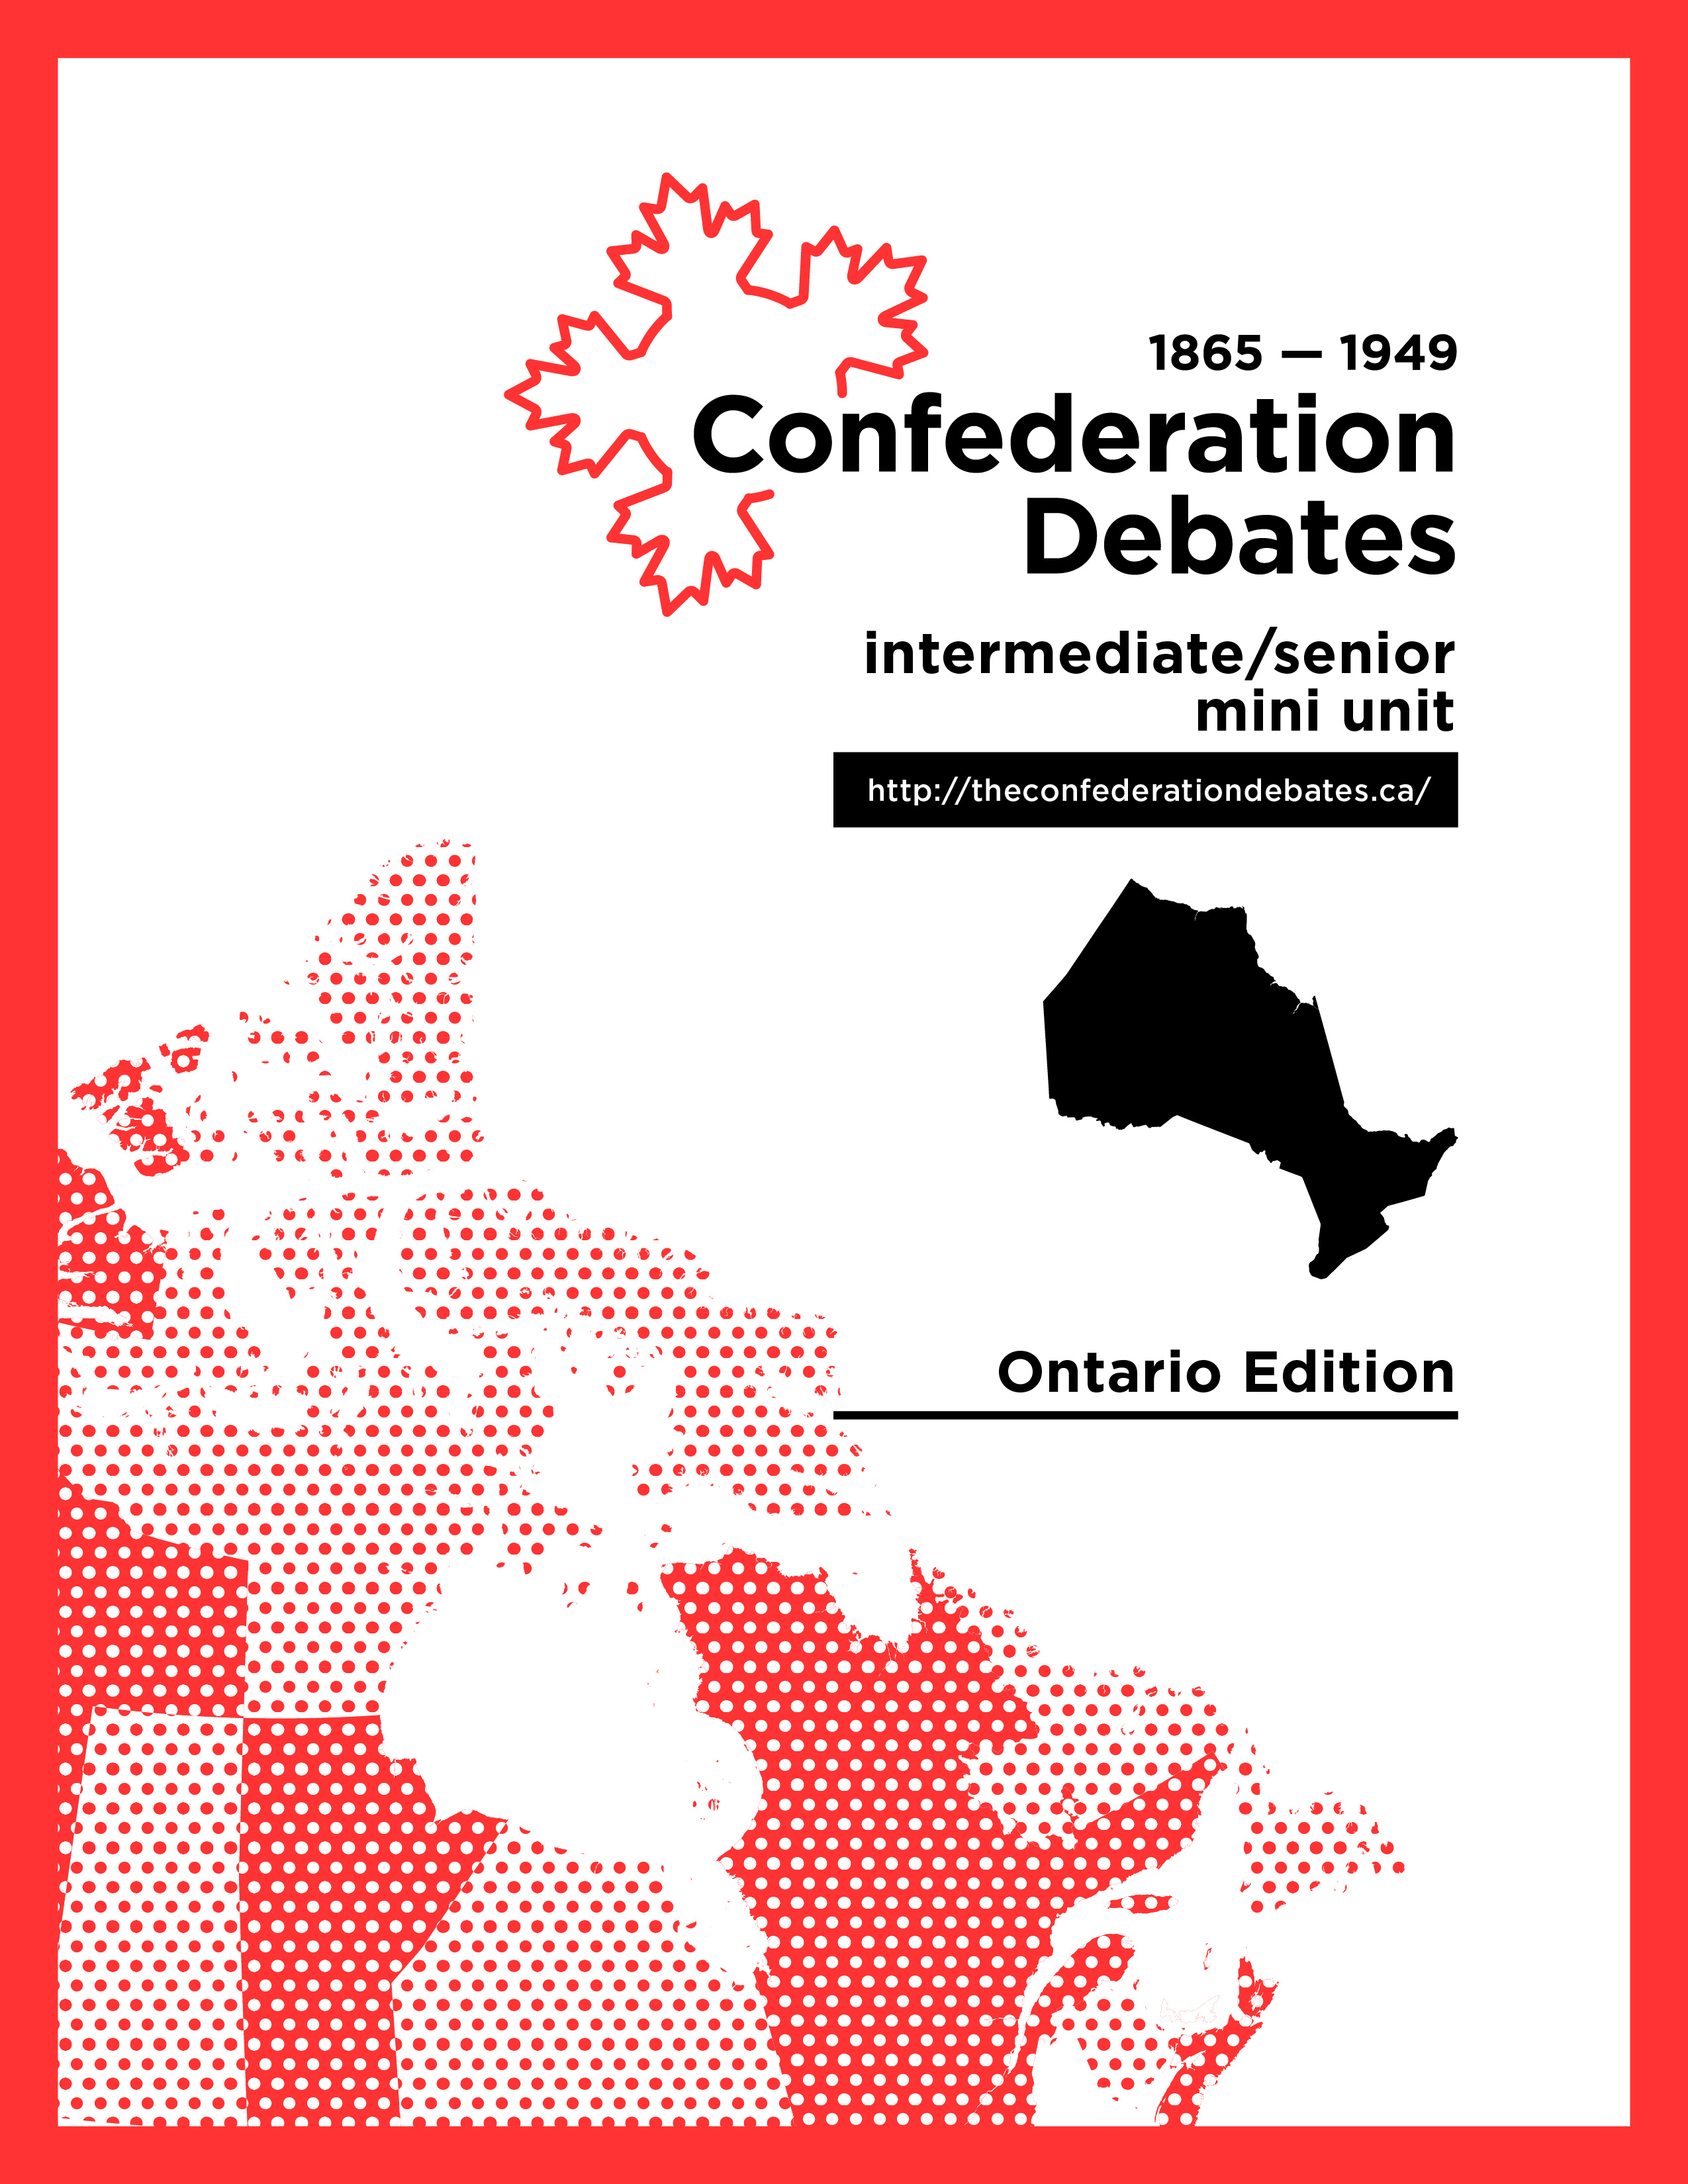 1865 — 1949
Confederation
Debates
intermediate/senior
mini unit
http://theconfederationdebates.ca/
Ontario Edition